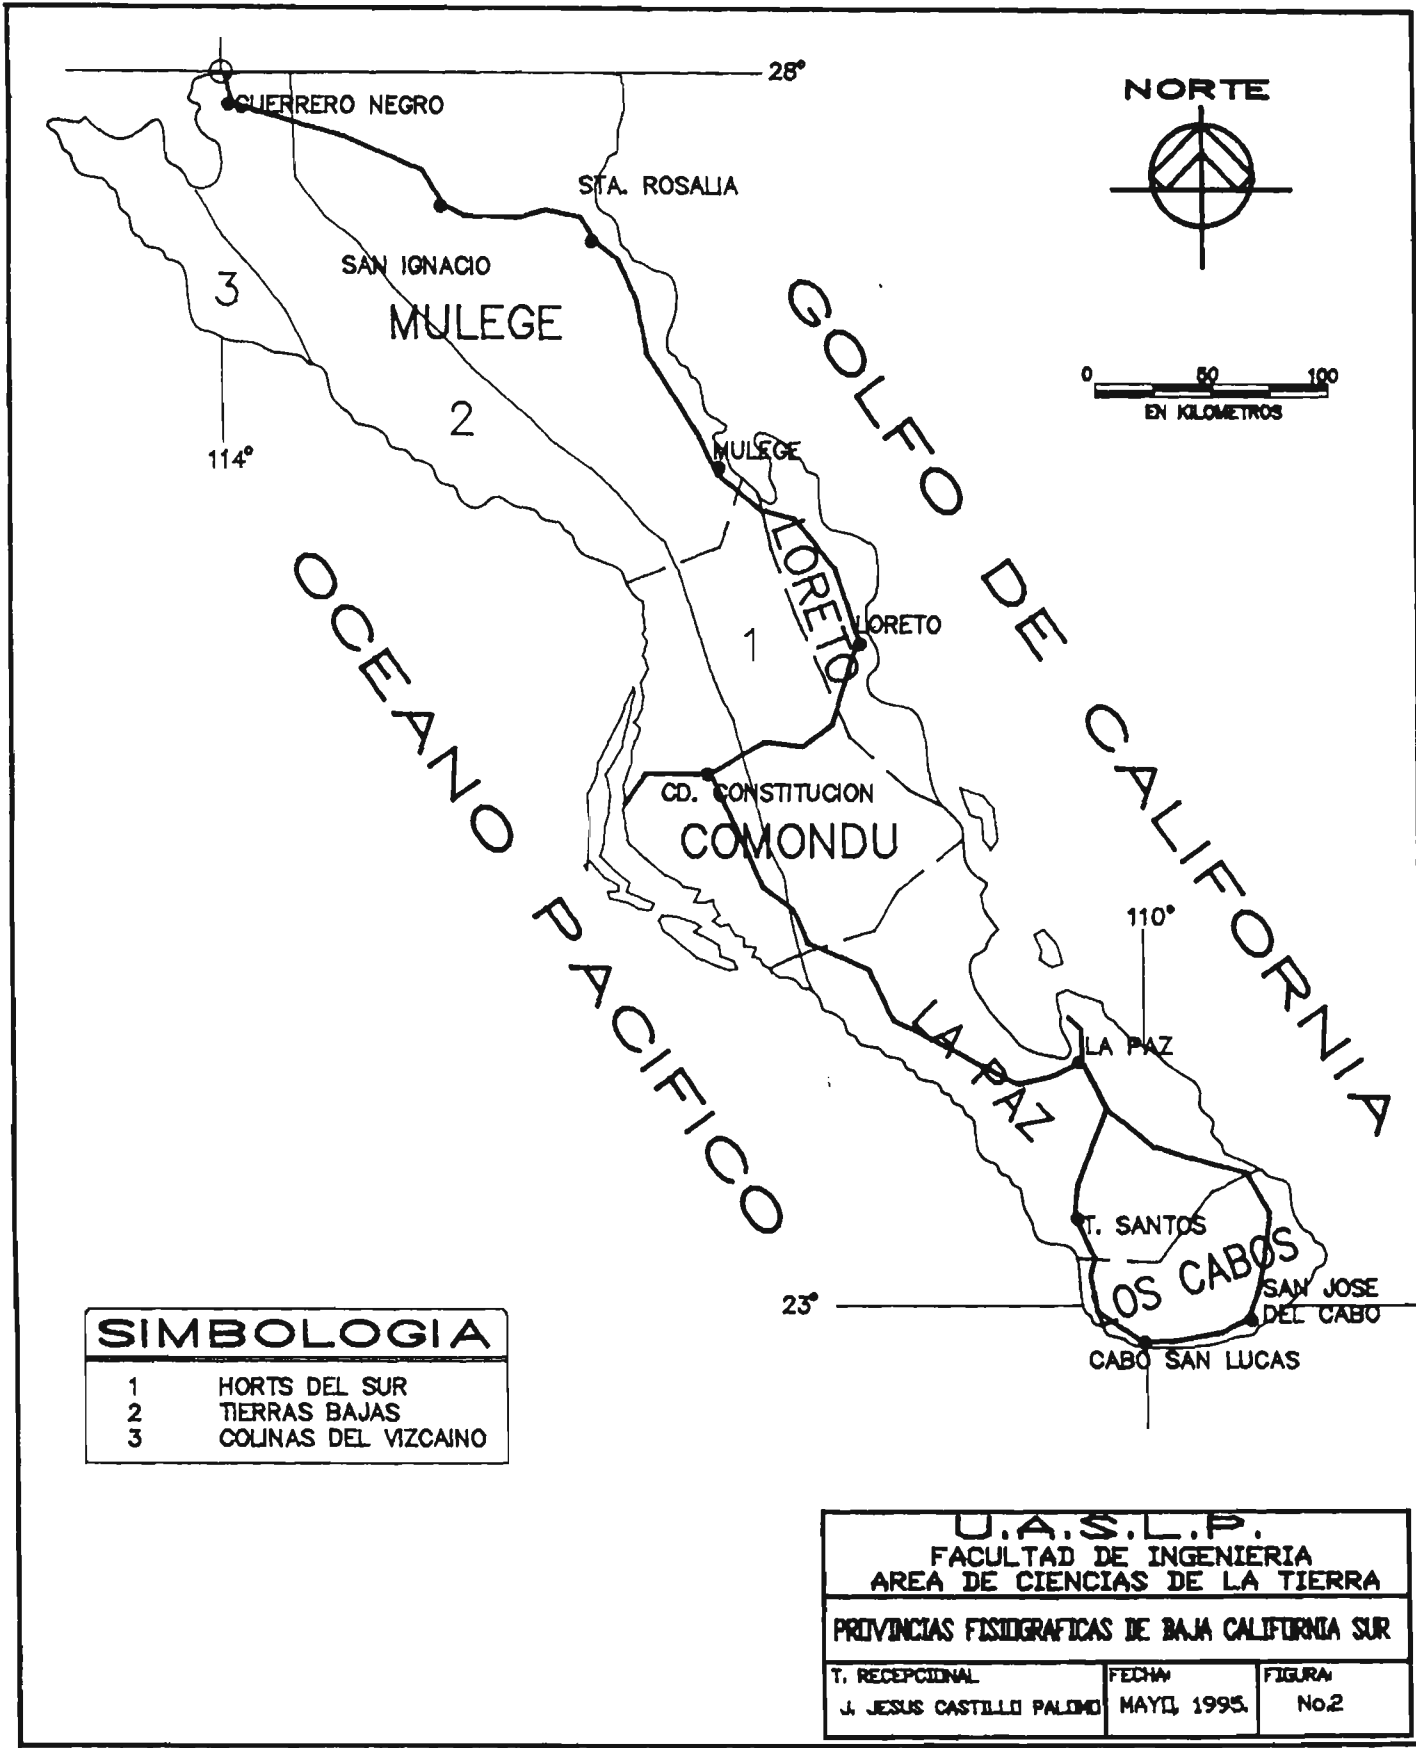 28°
NORTE
GUERRERO NEGRO
STA. ROSALIA
SAN IGNACIO
3
MULEGE
0 50 100
EN KILOMETROS
2
114°
MULEGE
GOLFO DE CALIFORNIA
LORETO
LORETO
1
OCEANO PACIFICO
CD. CONSTITUCION
COMONDU
110°
LA PAZ
LA PAZ
T. SANTOS
OS CABOS
23°
SAN JOSE
DEL CABO
CABO SAN LUCAS
SIMBOLOGIA
1 HORTS DEL SUR
2 TIERRAS BAJAS
3 COLINAS DEL VIZCAINO
U.A.S.L.P.
FACULTAD DE INGENIERIA
AREA DE CIENCIAS DE LA TIERRA
PROVINCIAS FISIOGRAFICAS DE BAJA CALIFORNIA SUR
T. RECEPCIONAL
J. JESUS CASTILLO PALOMO
FECHA:
MAYO, 1995.
FIGURA:
No.2